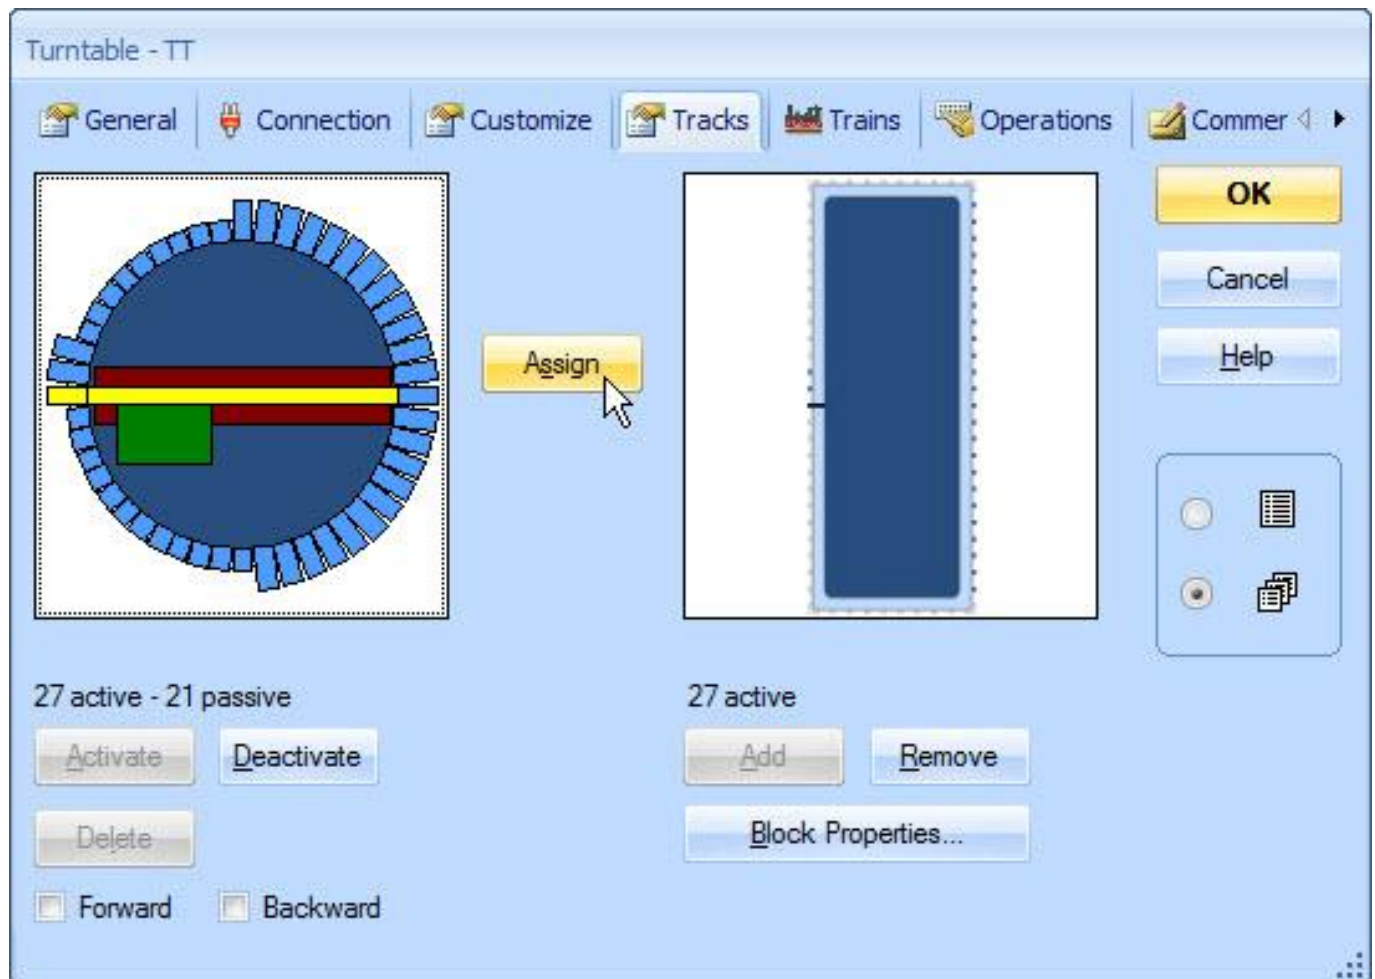 Turntable - TT
General Connection Customize Tracks Trains Operations Commer
OK
Cancel
Assign
Help
27 active - 21 passive 27 active
Activate Deactivate Add Remove
Delete Block Properties...
Forward Backward